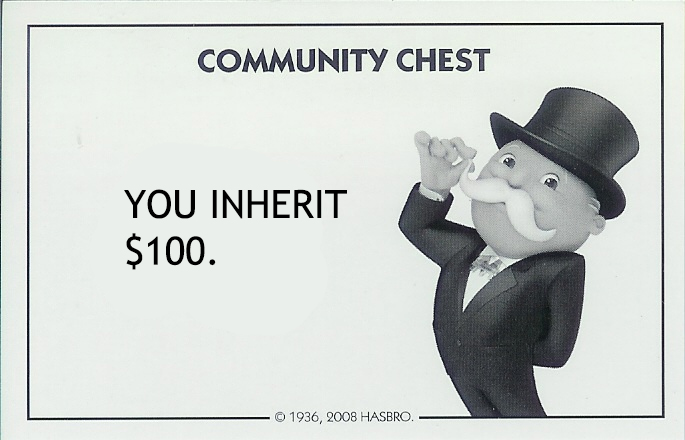 COMMUNITY CHEST
YOU INHERIT
$100.
© 1936, 2008 HASBRO.